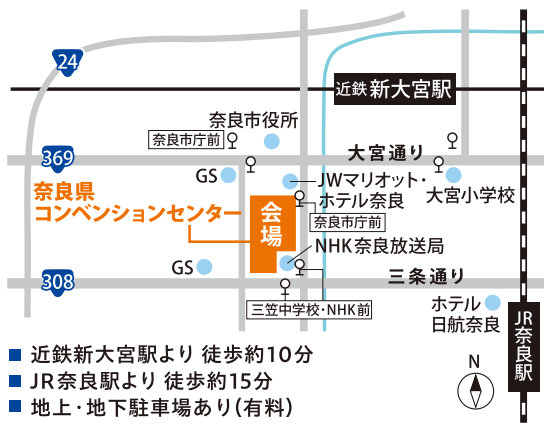 24
近鉄 新大宮駅
奈良市役所
奈良市庁前
大宮通り
369
GS
JWマリオット・
ホテル奈良
大宮小学校
奈良県
コンベンションセンター
会場
奈良市庁前
NHK奈良放送局
GS
三条通り
308
三笠中学校・NHK前
ホテル
日航奈良
JR奈良駅
近鉄新大宮駅より 徒歩約10分
JR奈良駅より 徒歩約15分
地上・地下駐車場あり(有料)
N